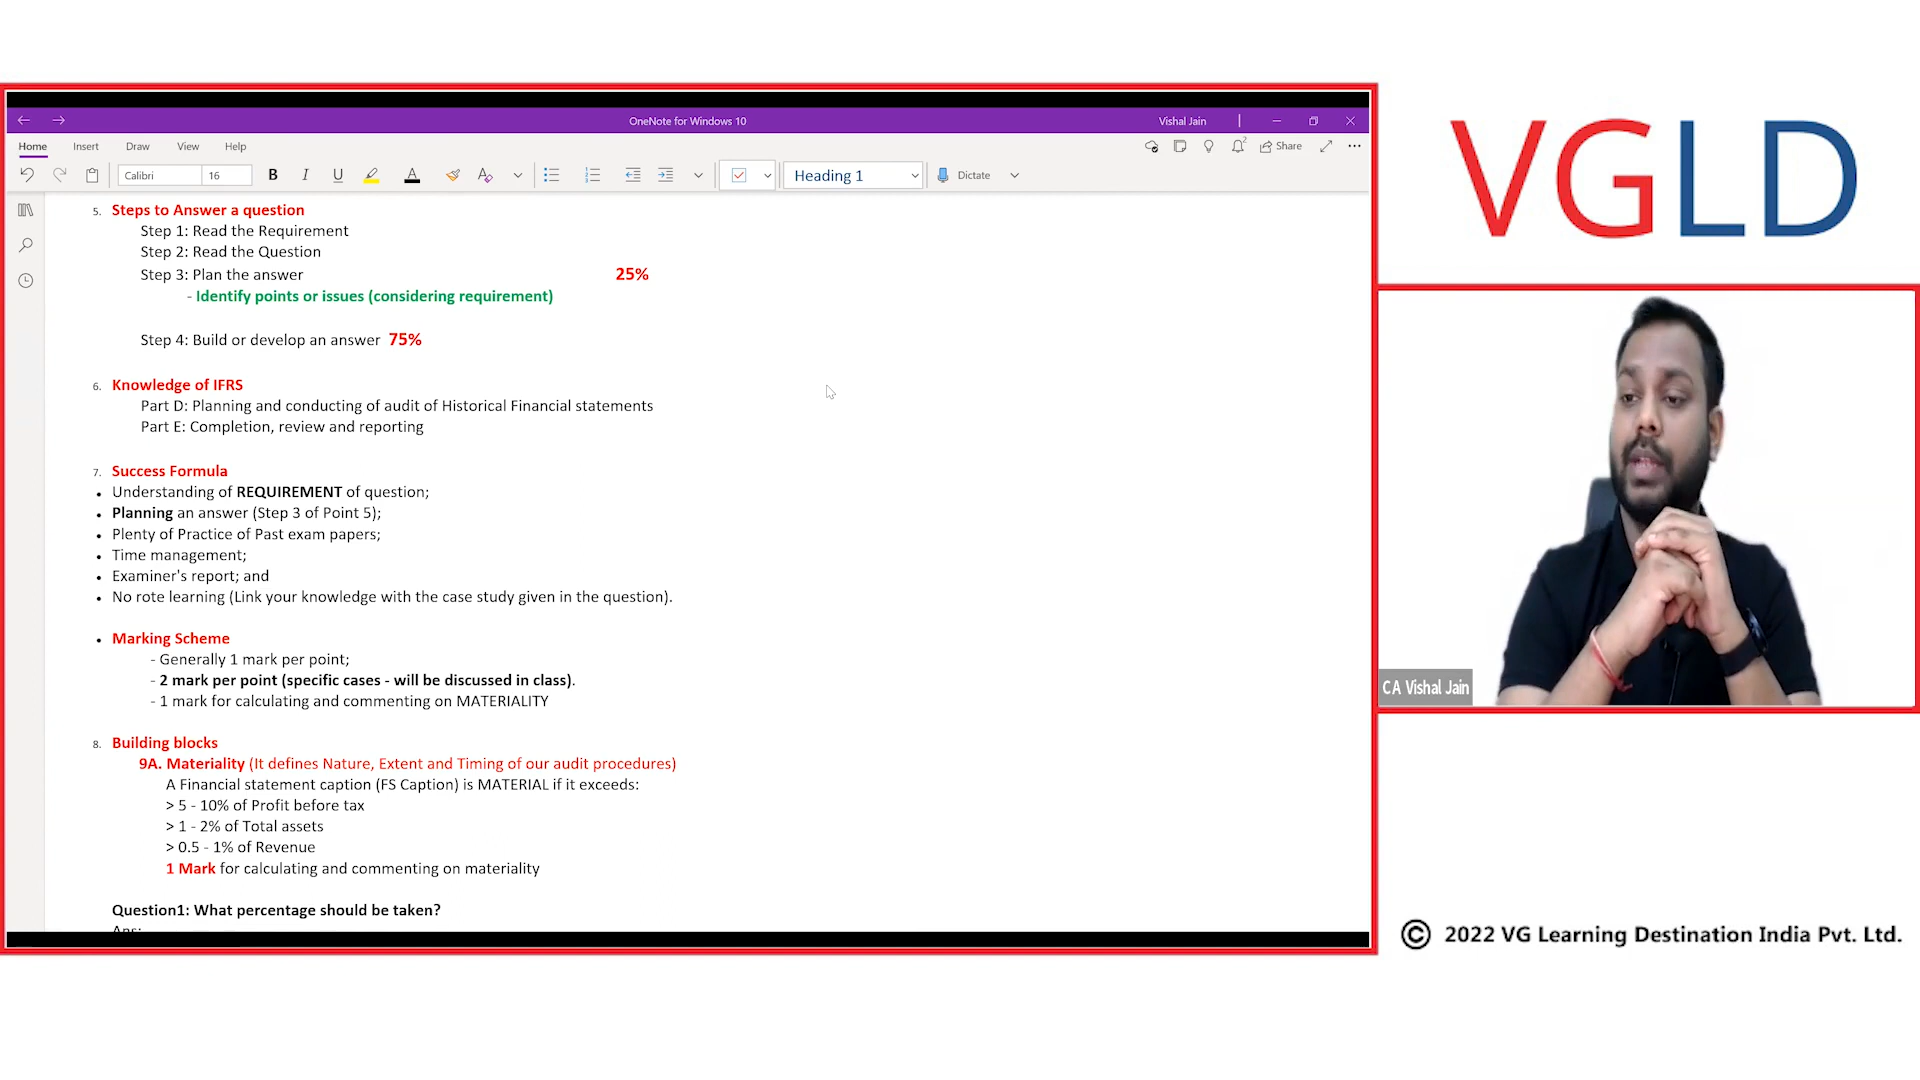 OneNote for Windows 10
Vishal Jain
Home Insert Draw View Help
Share
Calibri 16 B I U A Heading 1 Dictate
5. Steps to Answer a question
Step 1: Read the Requirement
Step 2: Read the Question
Step 3: Plan the answer 25%
- Identify points or issues (considering requirement)
Step 4: Build or develop an answer 75%
6. Knowledge of IFRS
Part D: Planning and conducting of audit of Historical Financial statements
Part E: Completion, review and reporting
7. Success Formula
• Understanding of REQUIREMENT of question;
• Planning an answer (Step 3 of Point 5);
• Plenty of Practice of Past exam papers;
• Time management;
• Examiner's report; and
• No rote learning (Link your knowledge with the case study given in the question).
• Marking Scheme
- Generally 1 mark per point;
- 2 mark per point (specific cases - will be discussed in class).
- 1 mark for calculating and commenting on MATERIALITY
8. Building blocks
9A. Materiality (It defines Nature, Extent and Timing of our audit procedures)
A Financial statement caption (FS Caption) is MATERIAL if it exceeds:
> 5 - 10% of Profit before tax
> 1 - 2% of Total assets
> 0.5 - 1% of Revenue
1 Mark for calculating and commenting on materiality
Question1: What percentage should be taken?
Ans:
VGLD
CA Vishal Jain
© 2022 VG Learning Destination India Pvt. Ltd.